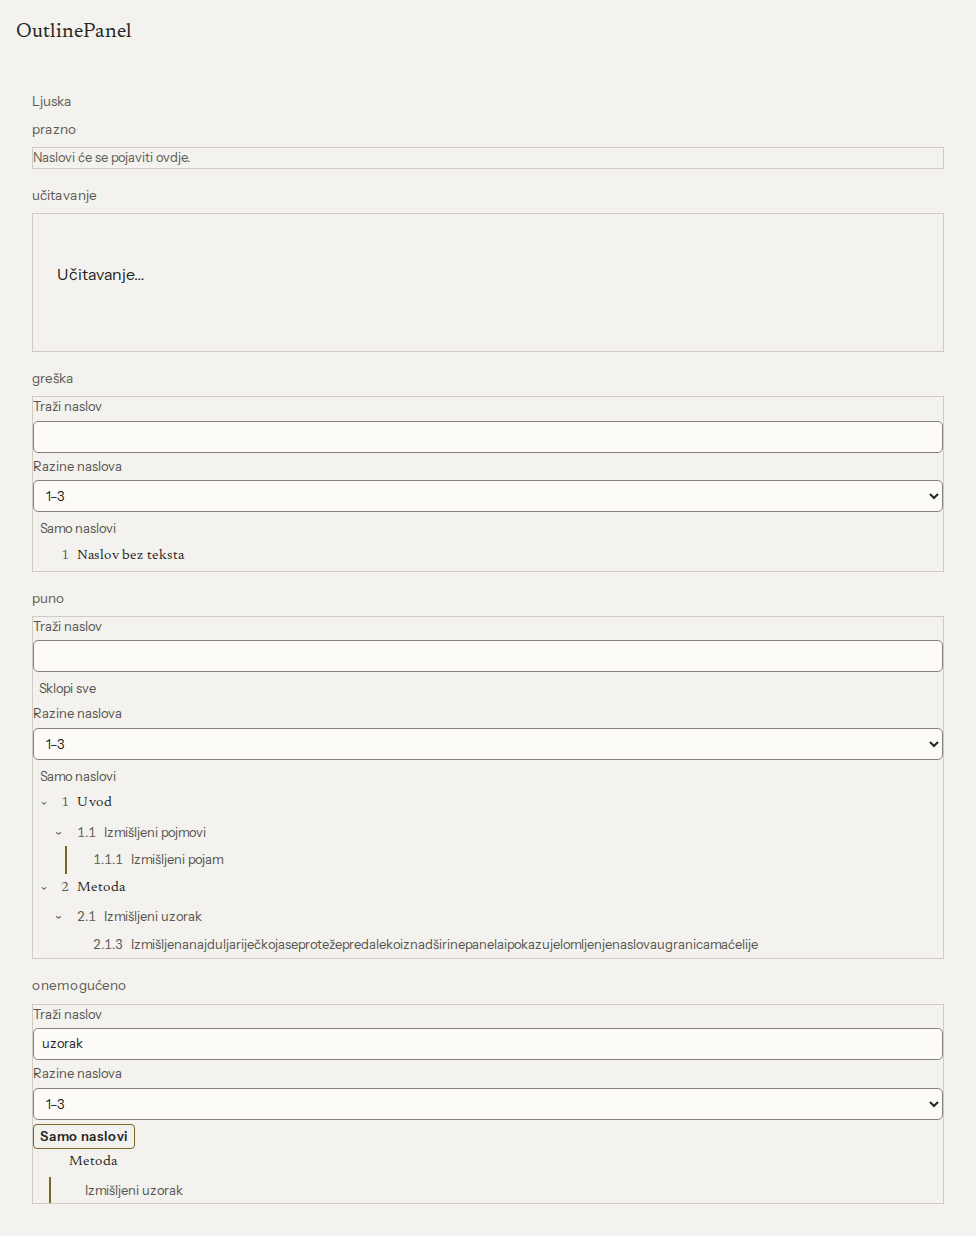 OutlinePanel
Ljuska
prazno
Naslovi će se pojaviti ovdje.
učitavanje
Učitavanje…
greška
Traži naslov
Razine naslova
1–3
Samo naslovi
1 Naslov bez teksta
puno
Traži naslov
Sklopi sve
Razine naslova
1–3
Samo naslovi
1 Uvod
1.1 Izmišljeni pojmovi
1.1.1 Izmišljeni pojam
2 Metoda
2.1 Izmišljeni uzorak
2.1.3 Izmišljenanajduljariječkojaseprotežepredalekoiznadširinepanelaipokazujelomljenjenaslovaugranicamaćelije
onemogućeno
Traži naslov
uzorak
Razine naslova
1–3
Samo naslovi
Metoda
Izmišljeni uzorak